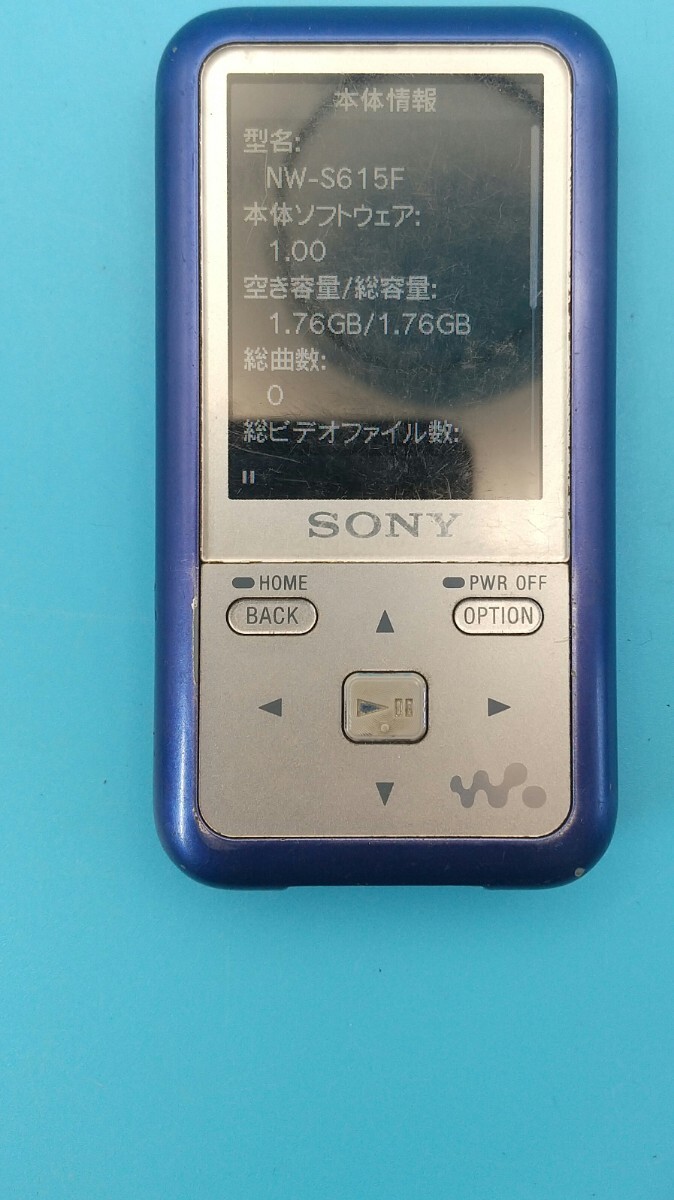 本体情報
型名:
NW-S615F
本体ソフトウェア:
1.00
空き容量/総容量:
1.76GB/1.76GB
総曲数:
0
総ビデオファイル数:
SONY
HOME
PWR OFF
BACK
OPTION